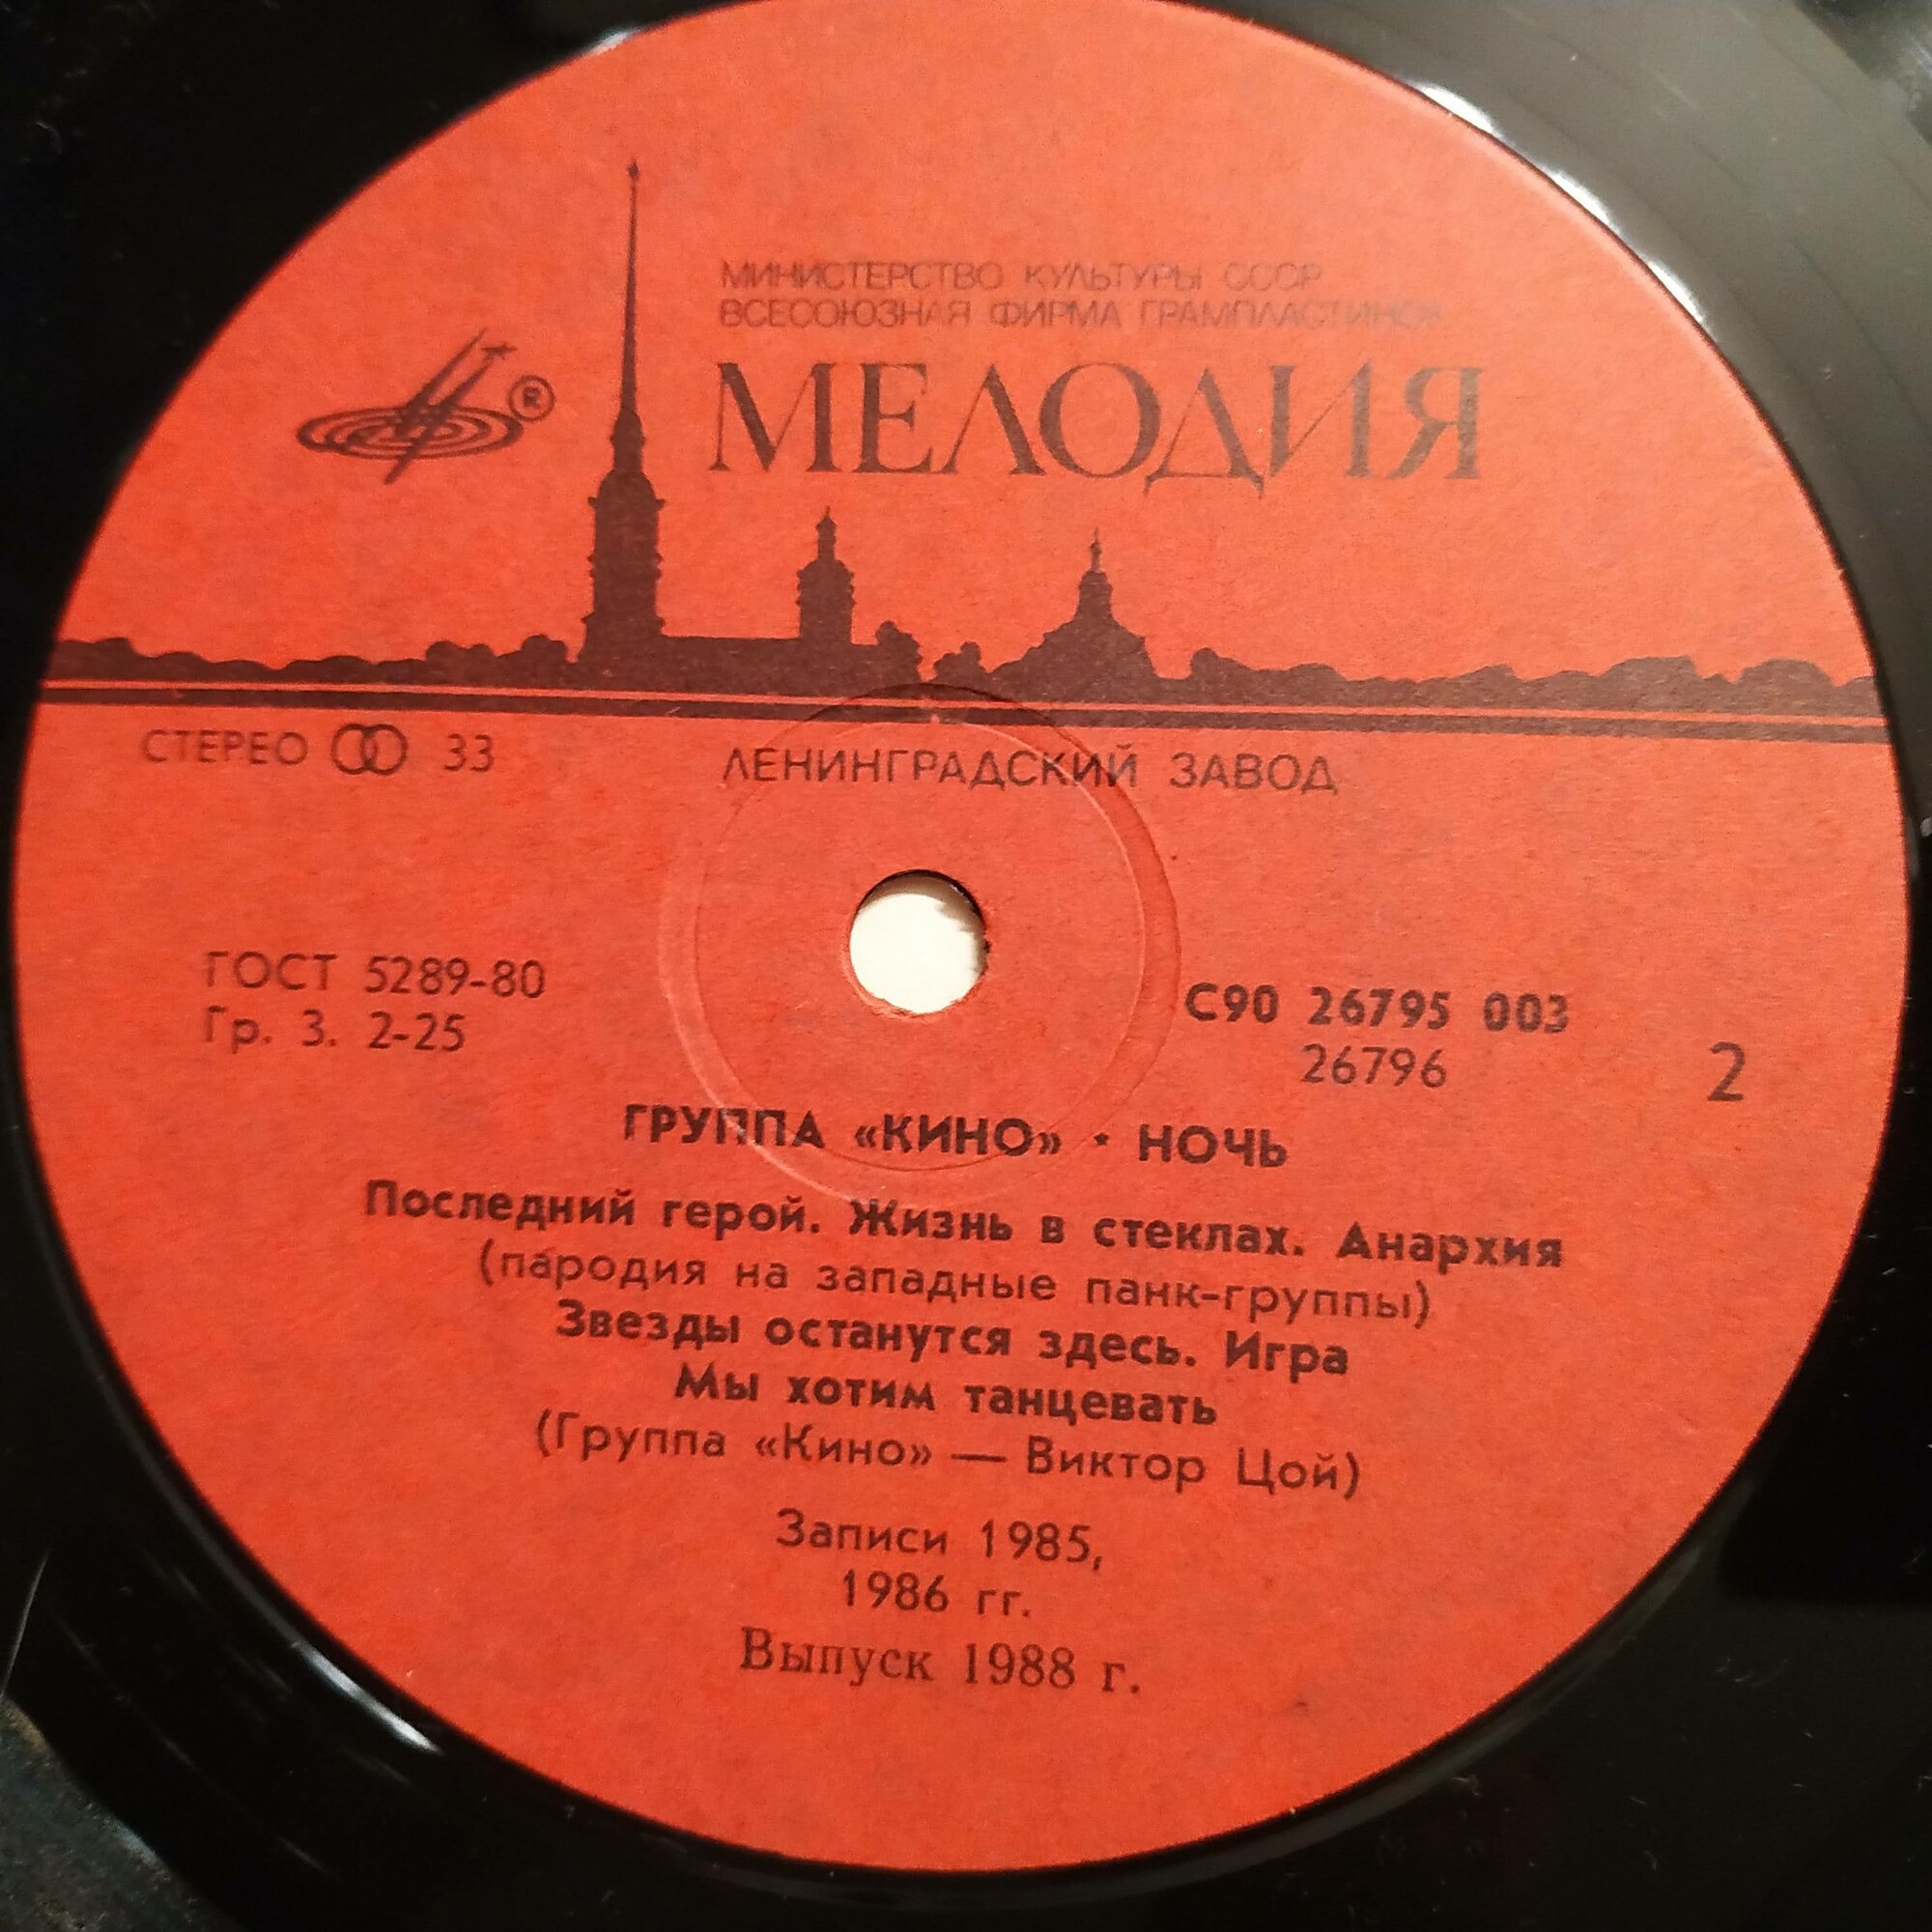 МИНИСТЕРСТВО КУЛЬТУРЫ СССР
ВСЕСОЮЗНАЯ ФИРМА ГРАМПЛАСТИНОК
®
МЕЛОДИЯ
СТЕРЕО 33
ЛЕНИНГРАДСКИЙ ЗАВОД
ГОСТ 5289-80
Гр. 3. 2-25
С90 26795 003
26796
2
ГРУППА «КИНО» • НОЧЬ
Последний герой. Жизнь в стеклах. Анархия
(пародия на западные панк-группы)
Звезды останутся здесь. Игра
Мы хотим танцевать
(Группа «Кино» — Виктор Цой)
Записи 1985,
1986 гг.
Выпуск 1988 г.